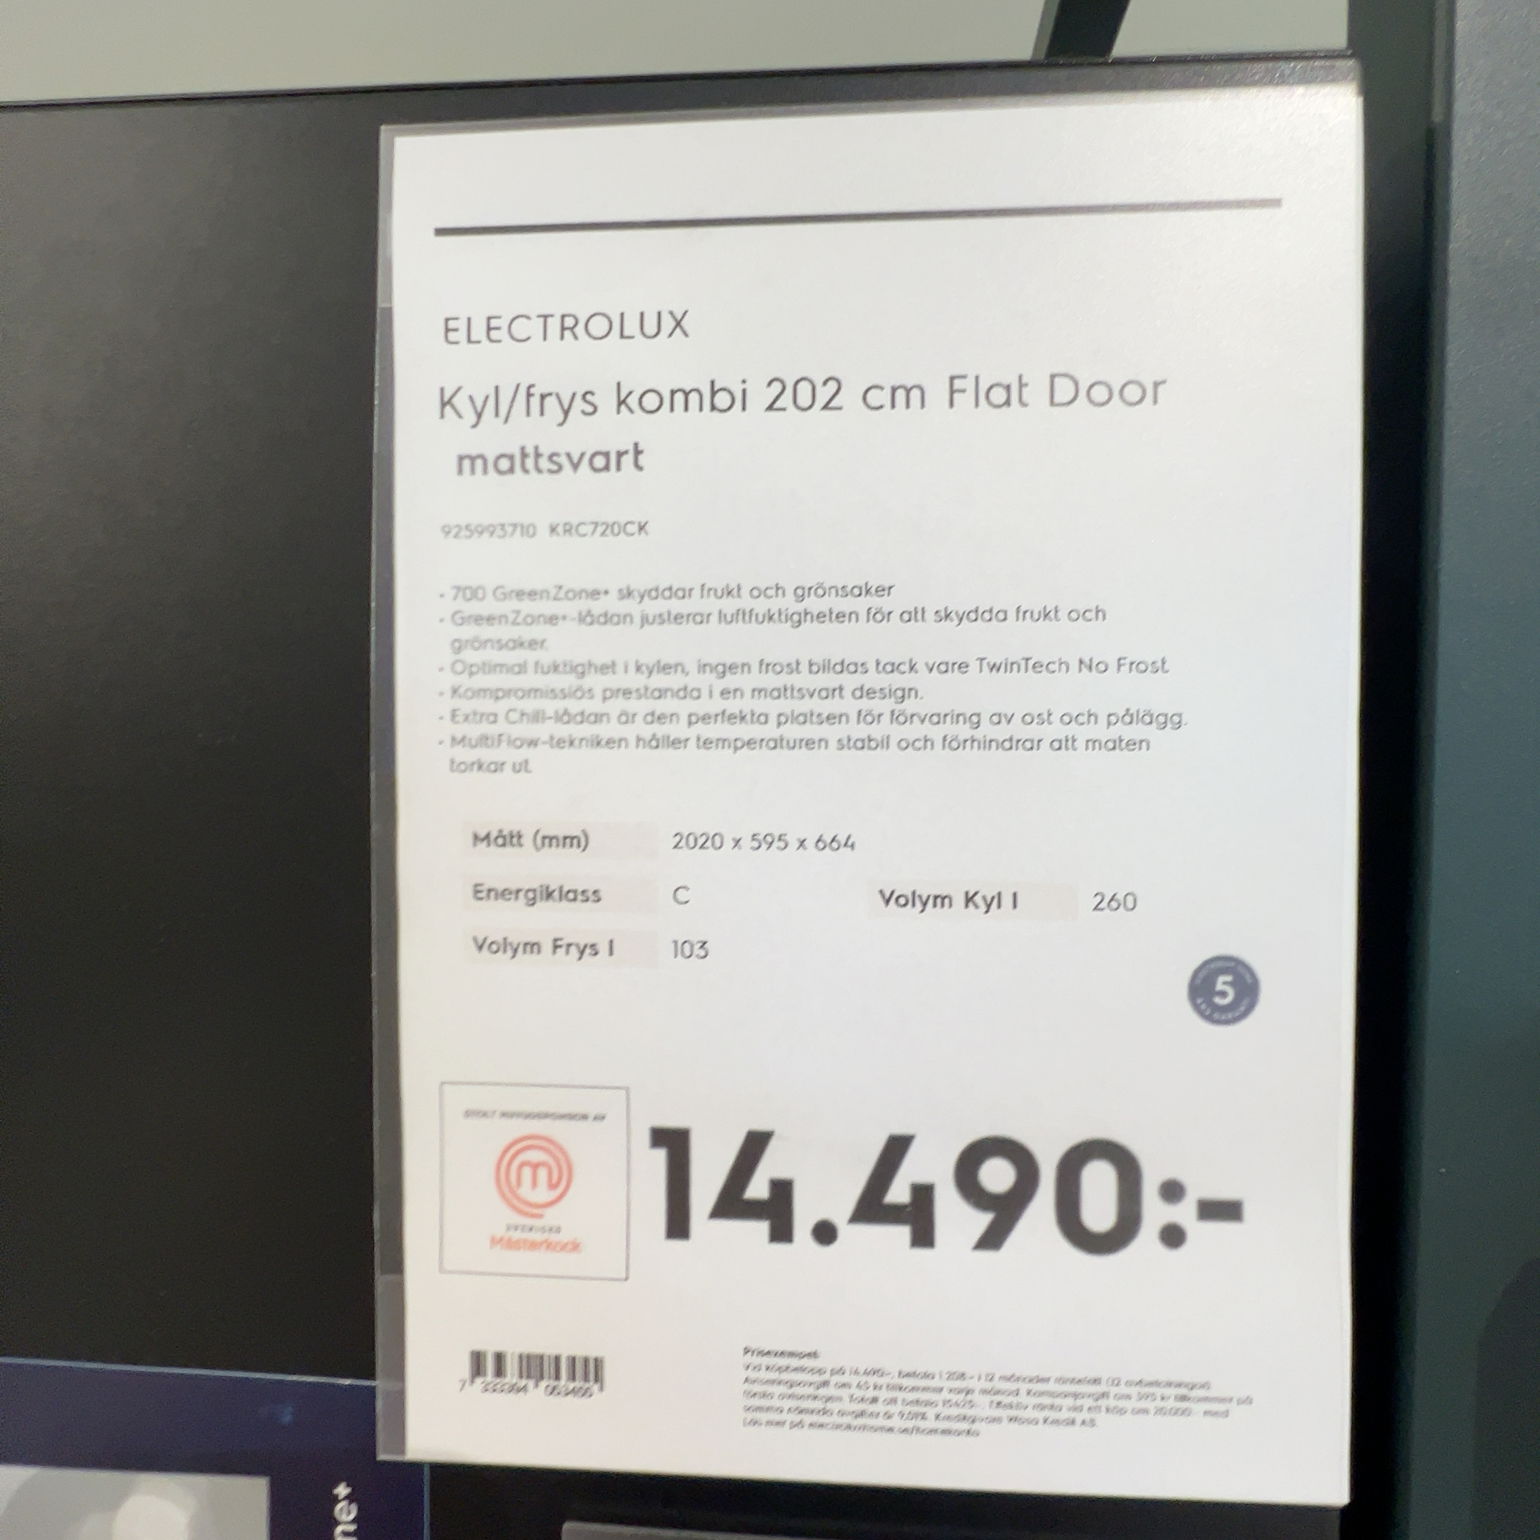 ELECTROLUX
Kyl/frys kombi 202 cm Flat Door
mattsvart
925993710 KRC720CK
- 700 GreenZone+ skyddar frukt och grönsaker
- GreenZone+-lådan justerar luftfuktigheten för att skydda frukt och
grönsaker.
- Optimal fuktighet i kylen, ingen frost bildas tack vare TwinTech No Frost
- Kompromisslös prestanda i en mattsvart design.
- Extra Chill-lådan är den perfekta platsen för förvaring av ost och pålägg.
- MultiFlow-tekniken håller temperaturen stabil och förhindrar att maten
torkar ut.
Mått (mm) 2020 x 595 x 664
Energiklass C Volym Kyl l 260
Volym Frys l 103
5
14.490:-
Mästerkock
Prisexempel:
ne+